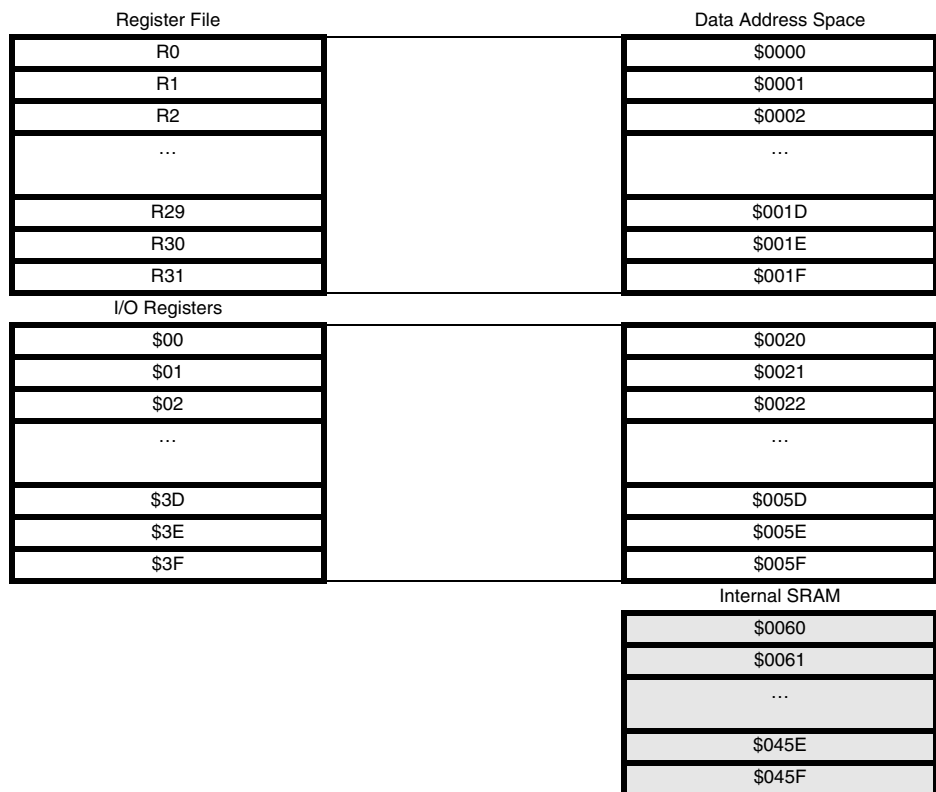 Register File Data Address Space
R0 $0000
R1 $0001
R2 $0002
... ...
R29 $001D
R30 $001E
R31 $001F
I/O Registers
$00 $0020
$01 $0021
$02 $0022
... ...
$3D $005D
$3E $005E
$3F $005F
Internal SRAM
$0060
$0061
...
$045E
$045F